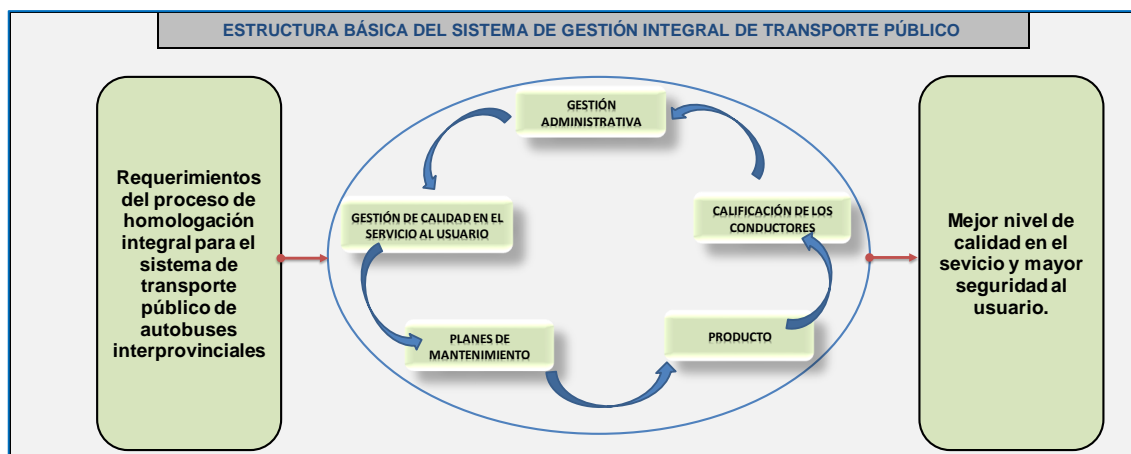 ESTRUCTURA BÁSICA DEL SISTEMA DE GESTIÓN INTEGRAL DE TRANSPORTE PÚBLICO
Requerimientos
del proceso de
homologación
integral para el
sistema de
transporte
público de
autobuses
interprovinciales
GESTIÓN
ADMINISTRATIVA
GESTIÓN DE CALIDAD EN EL
SERVICIO AL USUARIO
PLANES DE
MANTENIMIENTO
PRODUCTO
CALIFICACIÓN DE LOS
CONDUCTORES
Mejor nivel de
calidad en el
sevicio y mayor
seguridad al
usuario.